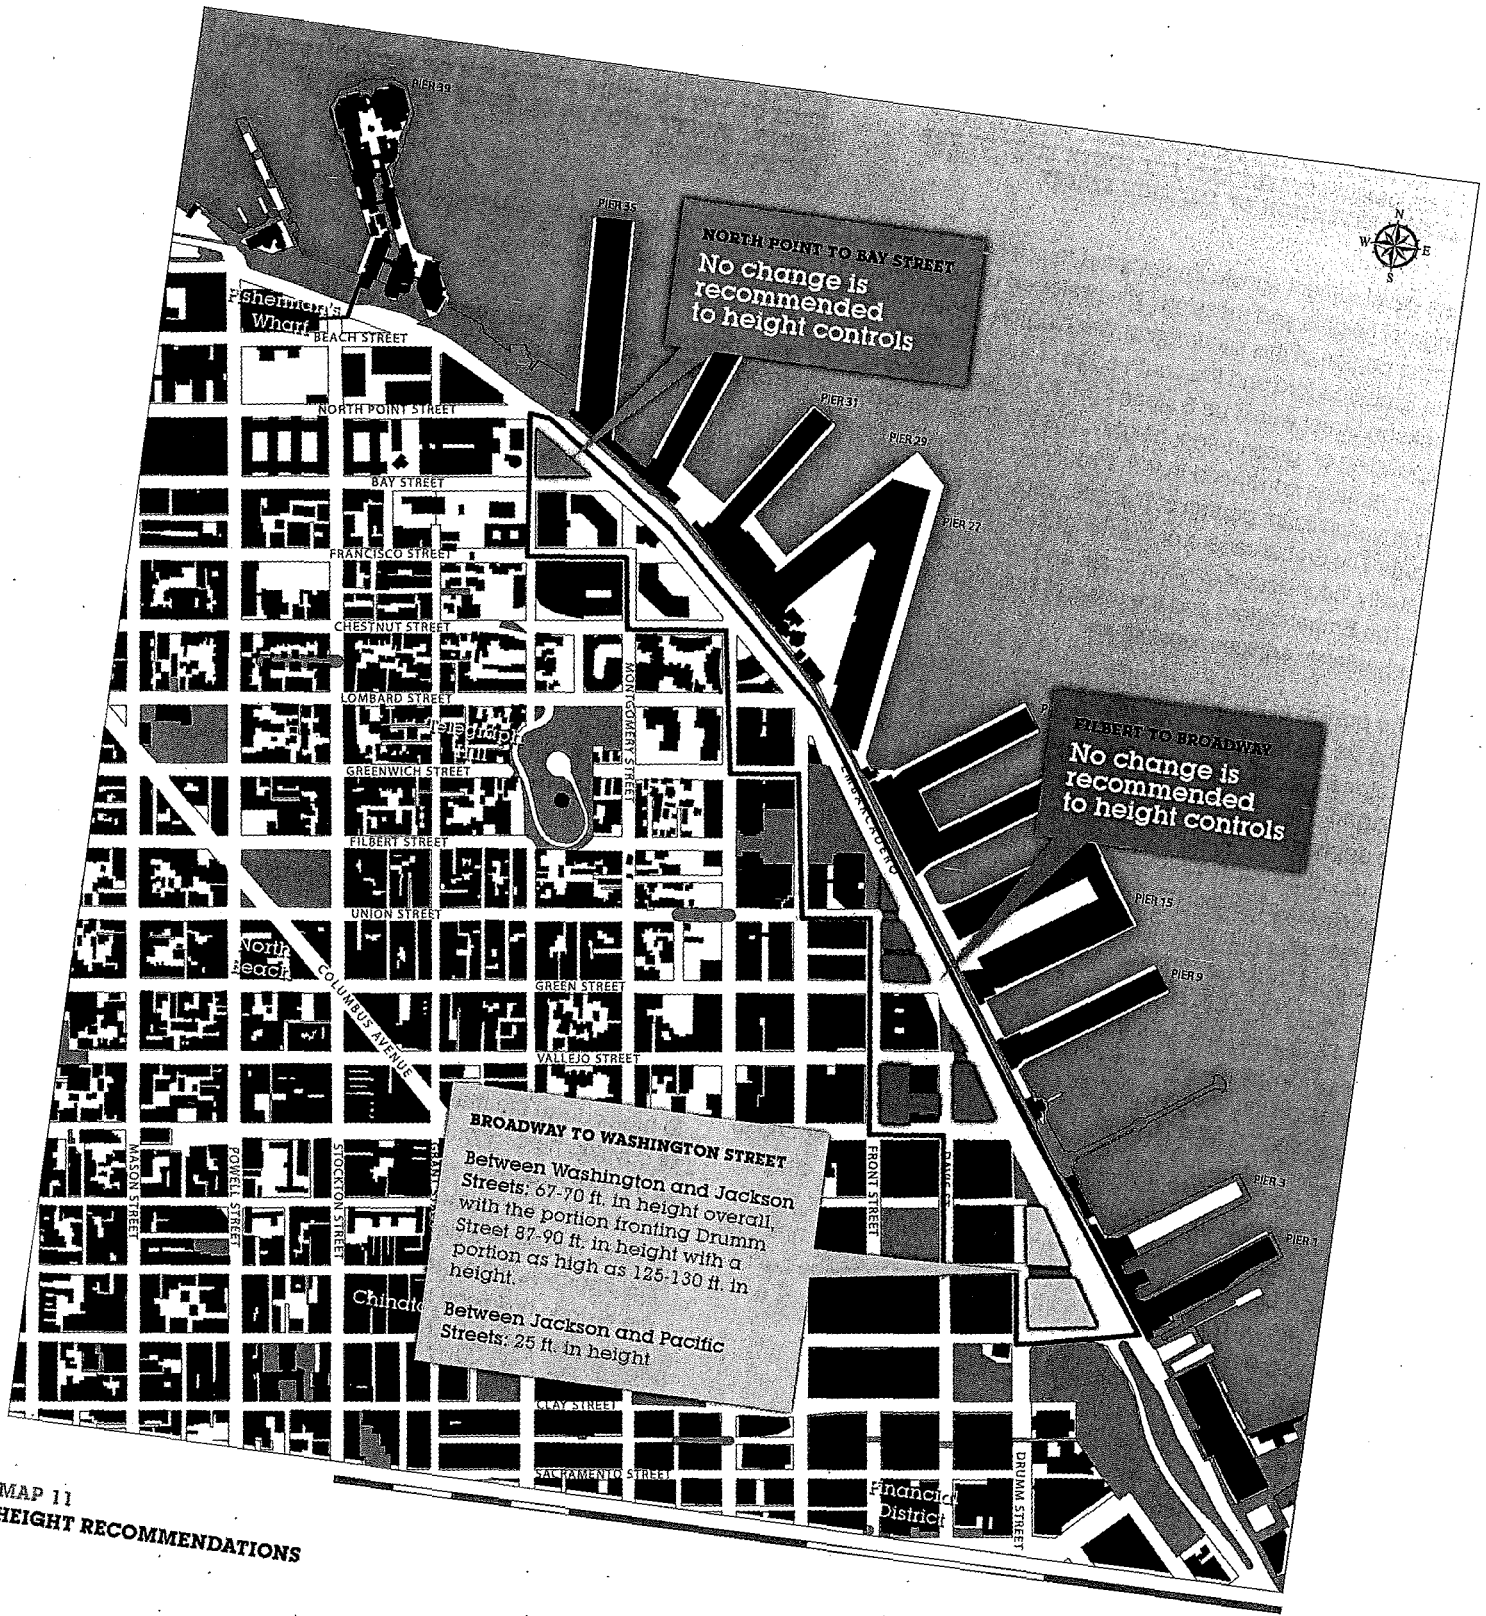 PIER 39
PIER 35
NORTH POINT TO BAY STREET
No change is
recommended
to height controls
N
W
E
S
Fisherman's
Wharf
BEACH STREET
NORTH POINT STREET
PIER 31
PIER 29
BAY STREET
PIER 27
FRANCISCO STREET
CHESTNUT STREET
LOMBARD STREET
MONTGOMERY STREET
Telegraph
Hill
GREENWICH STREET
EMBARCADERO
FILBERT TO BROADWAY
No change is
recommended
to height controls
FILBERT STREET
PIER 15
UNION STREET
North
Beach
COLUMBUS AVENUE
PIER 9
GREEN STREET
VALLEJO STREET
BROADWAY TO WASHINGTON STREET
Between Washington and Jackson
Streets: 67-70 ft. in height overall,
with the portion fronting Drumm
Street 87-90 ft. in height with a
portion as high as 125-130 ft. in
height.
Between Jackson and Pacific
Streets: 25 ft. in height
MASON STREET
POWELL STREET
STOCKTON STREET
FRONT STREET
PIER 3
PIER 1
CLAY STREET
SACRAMENTO STREET
DRUMM STREET
Financial
District
MAP 11
HEIGHT RECOMMENDATIONS